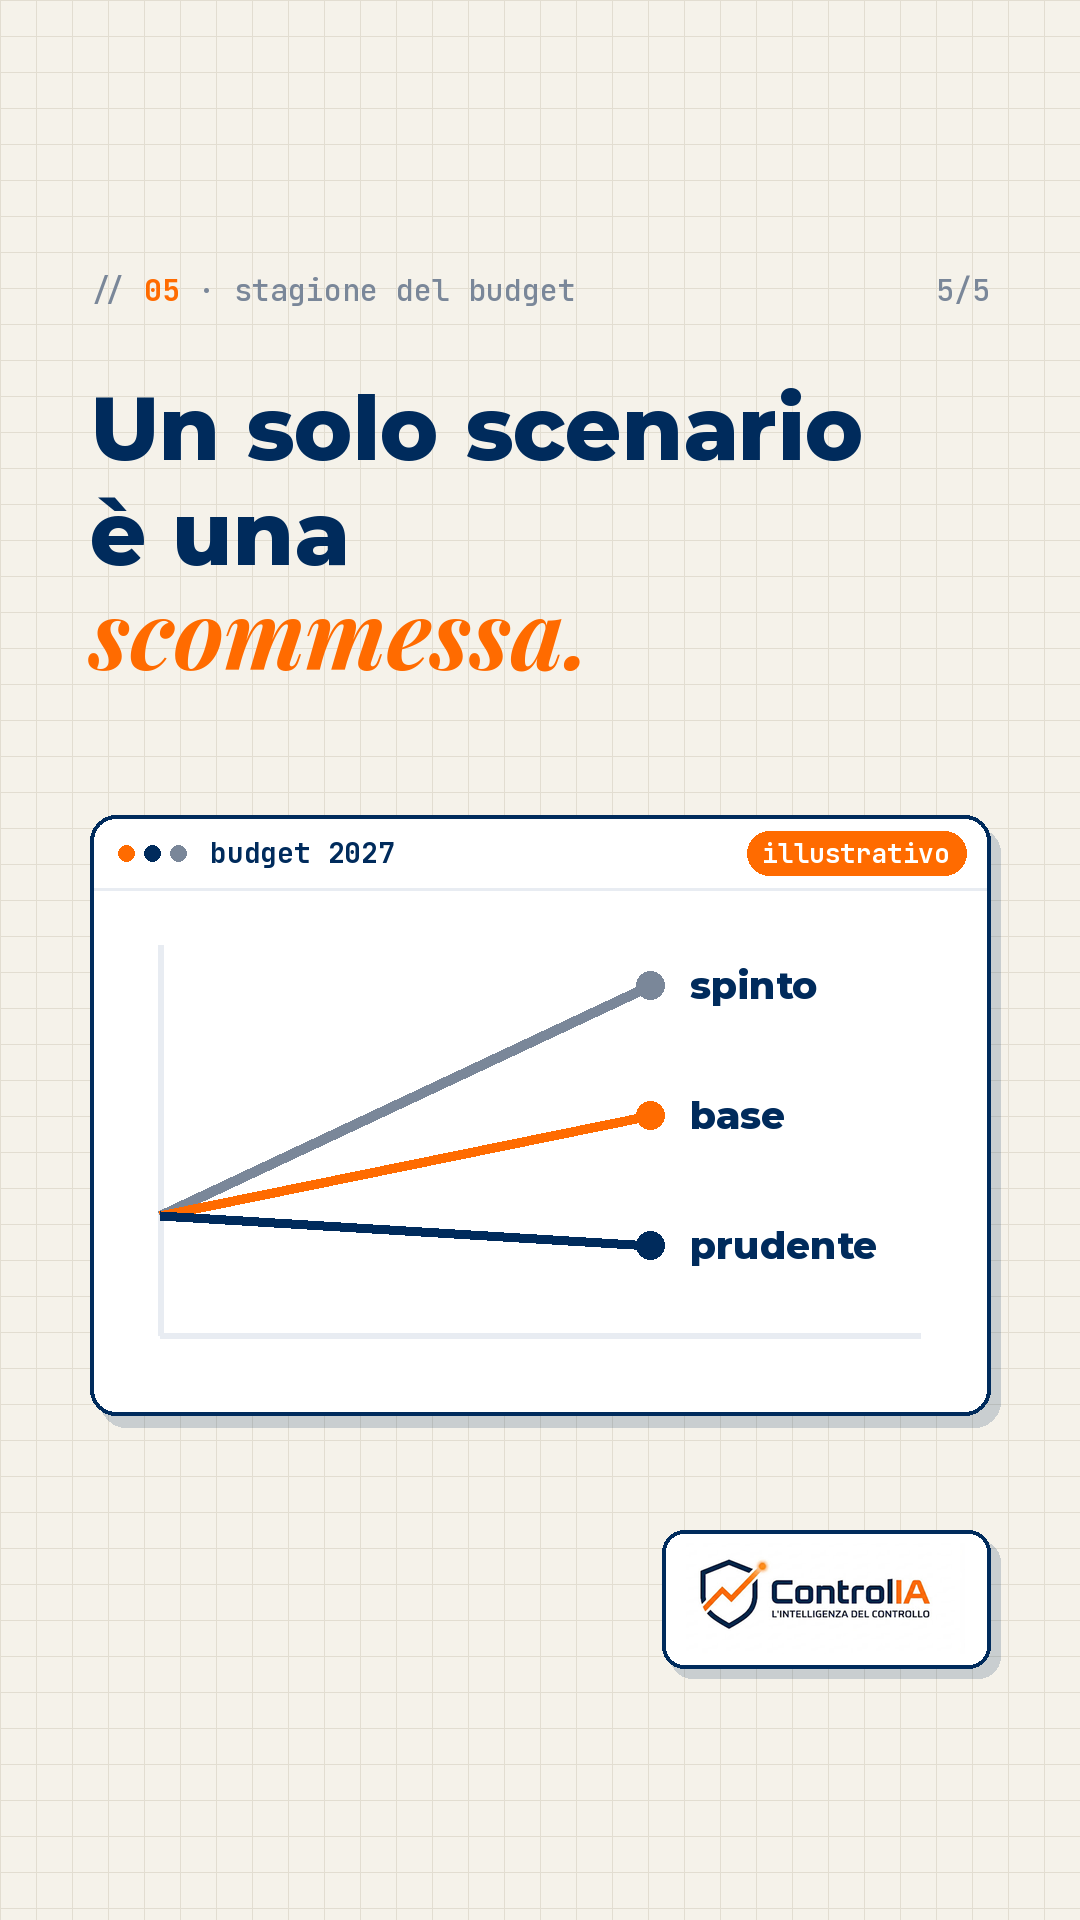 // 05 · stagione del budget 5/5
Un solo scenario
è una
scommessa.
budget 2027 illustrativo
spinto
base
prudente
ControlIA
L'INTELLIGENZA DEL CONTROLLO